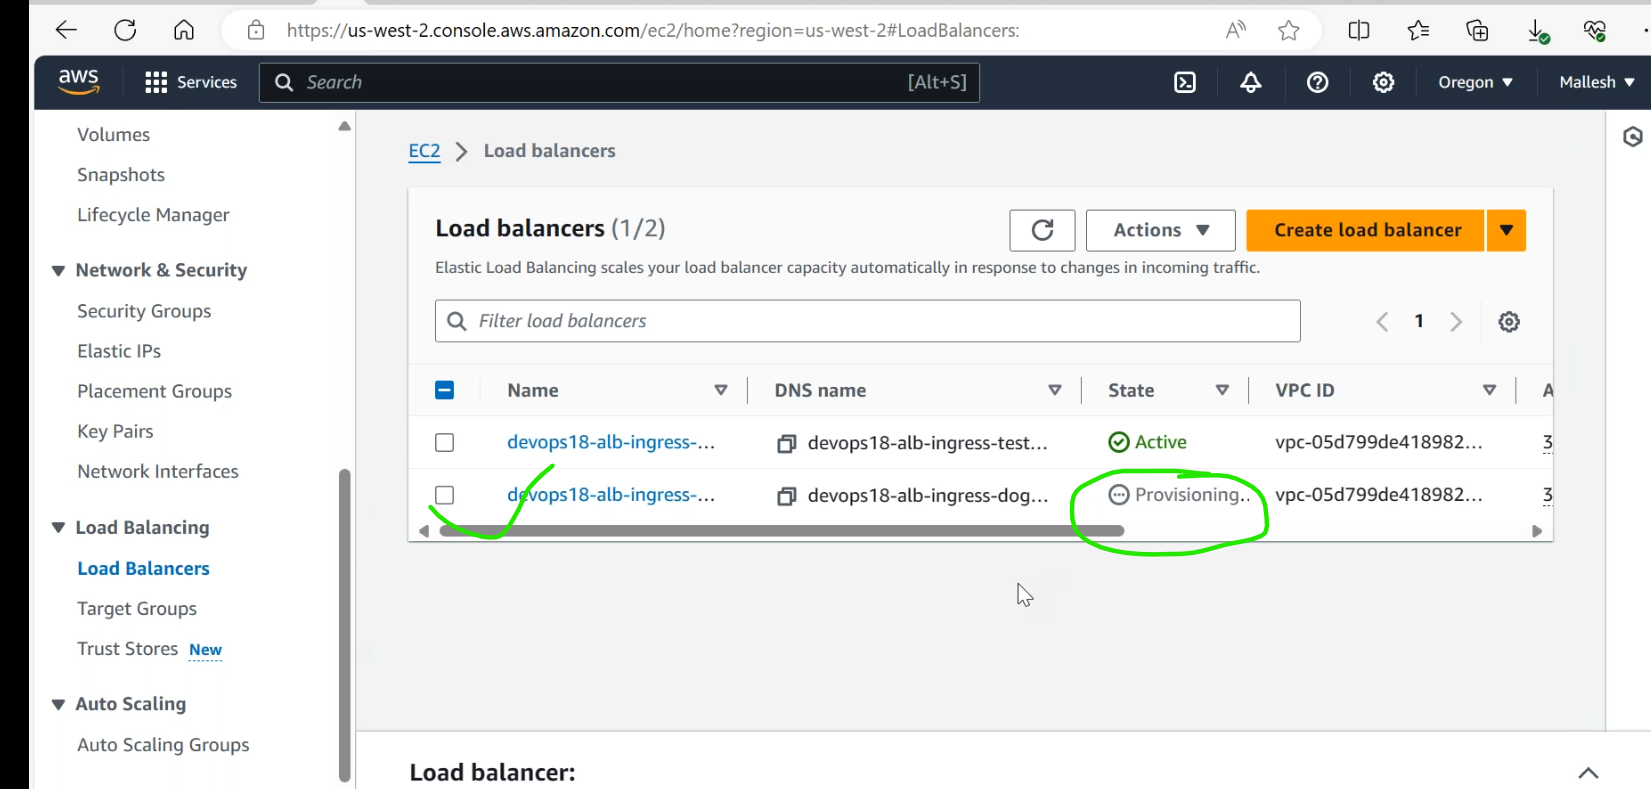 https://us-west-2.console.aws.amazon.com/ec2/home?region=us-west-2#LoadBalancers:
aws Services Search [Alt+S] Oregon Mallesh
Volumes
Snapshots
Lifecycle Manager
Network & Security
Security Groups
Elastic IPs
Placement Groups
Key Pairs
Network Interfaces
Load Balancing
Load Balancers
Target Groups
Trust Stores New
Auto Scaling
Auto Scaling Groups
EC2 > Load balancers
Load balancers (1/2) Actions Create load balancer
Elastic Load Balancing scales your load balancer capacity automatically in response to changes in incoming traffic.
Filter load balancers 1
Name DNS name State VPC ID A
devops18-alb-ingress-... devops18-alb-ingress-test... Active vpc-05d799de418982... 3
devops18-alb-ingress-... devops18-alb-ingress-dog... Provisioning.. vpc-05d799de418982... 3
Load balancer: